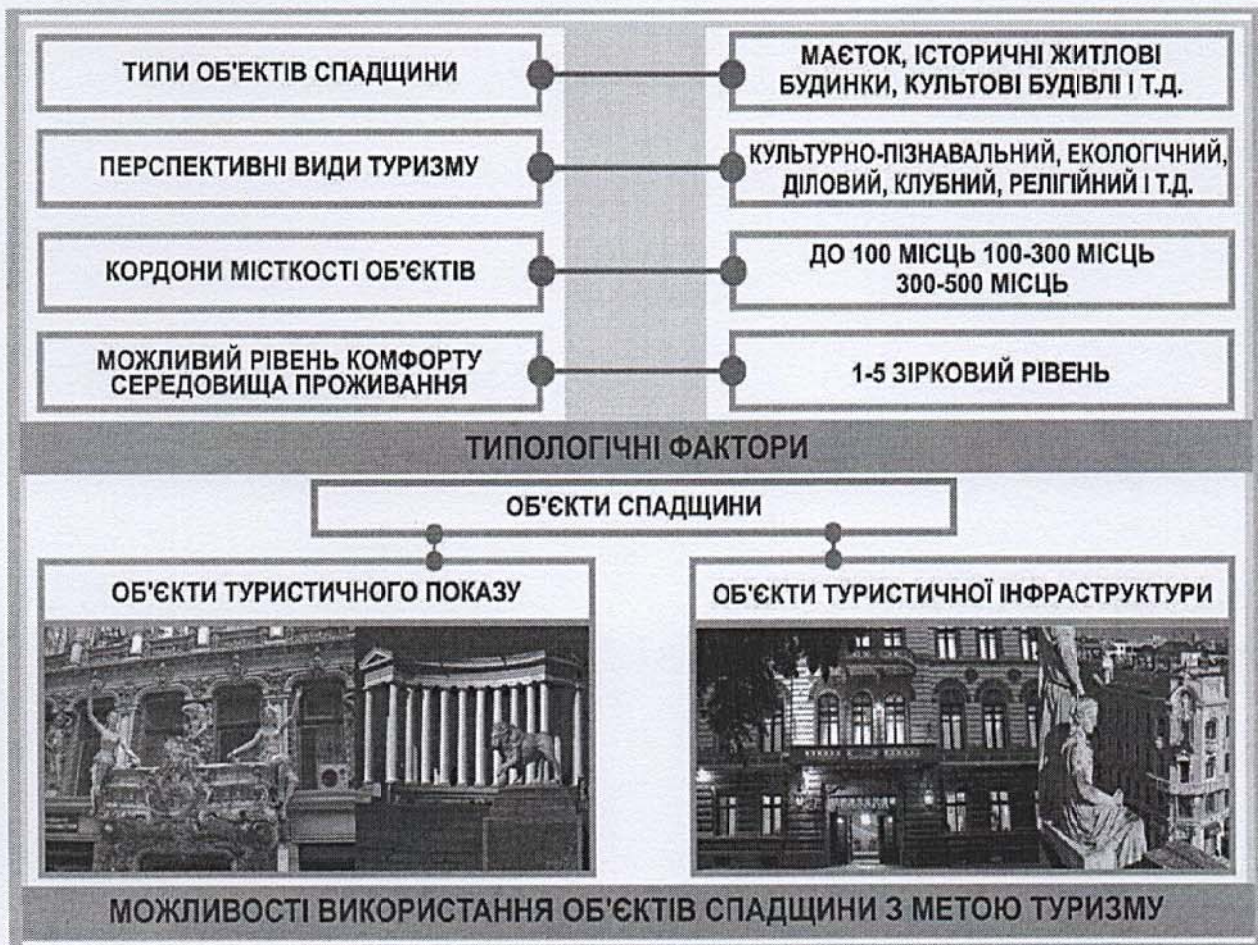 ТИПИ ОБ'ЄКТІВ СПАДЩИНИ
МАЄТОК, ІСТОРИЧНІ ЖИТЛОВІ
БУДИНКИ, КУЛЬТОВІ БУДІВЛІ І Т.Д.
ПЕРСПЕКТИВНІ ВИДИ ТУРИЗМУ
КУЛЬТУРНО-ПІЗНАВАЛЬНИЙ, ЕКОЛОГІЧНИЙ,
ДІЛОВИЙ, КЛУБНИЙ, РЕЛІГІЙНИЙ І Т.Д.
КОРДОНИ МІСТКОСТІ ОБ'ЄКТІВ
ДО 100 МІСЦЬ 100-300 МІСЦЬ
300-500 МІСЦЬ
МОЖЛИВИЙ РІВЕНЬ КОМФОРТУ
СЕРЕДОВИЩА ПРОЖИВАННЯ
1-5 ЗІРКОВИЙ РІВЕНЬ
ТИПОЛОГІЧНІ ФАКТОРИ
ОБ'ЄКТИ СПАДЩИНИ
ОБ'ЄКТИ ТУРИСТИЧНОГО ПОКАЗУ
ОБ'ЄКТИ ТУРИСТИЧНОЇ ІНФРАСТРУКТУРИ
МОЖЛИВОСТІ ВИКОРИСТАННЯ ОБ'ЄКТІВ СПАДЩИНИ З МЕТОЮ ТУРИЗМУ